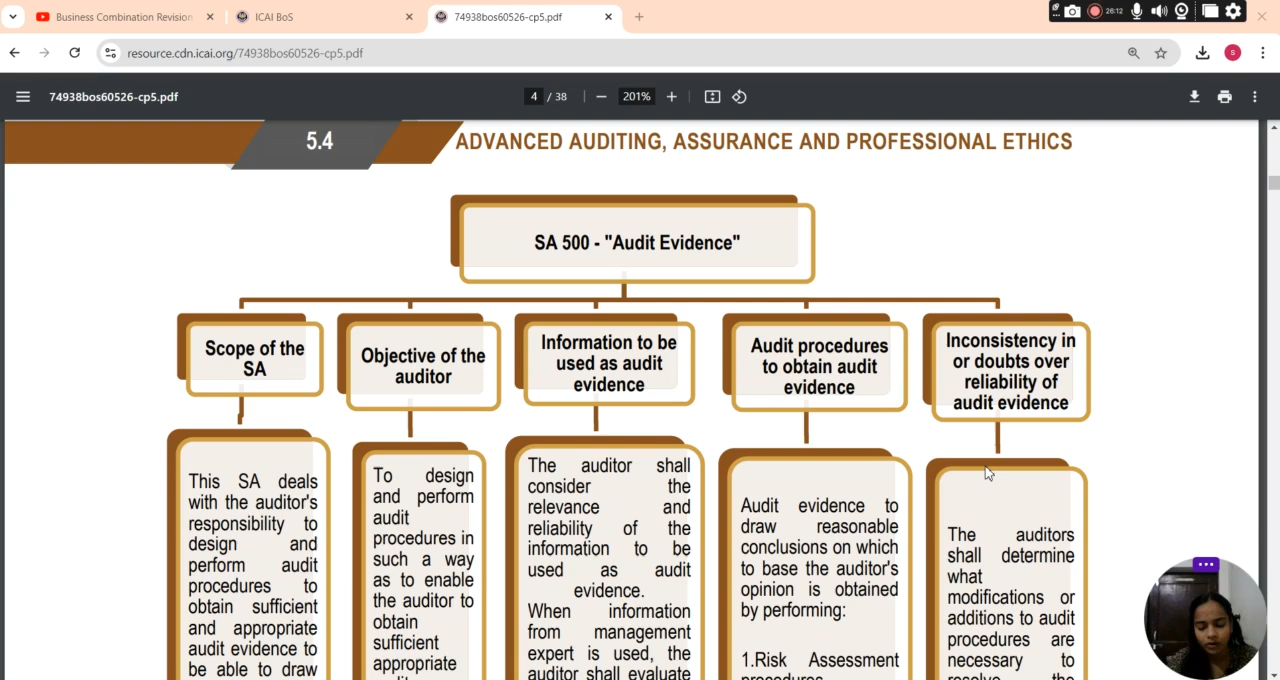 Business Combination Revision
ICAI BoS
74938bos60526-cp5.pdf
26:12
resource.cdn.icai.org/74938bos60526-cp5.pdf
S
74938bos60526-cp5.pdf
4 / 38
201%
5.4
ADVANCED AUDITING, ASSURANCE AND PROFESSIONAL ETHICS
SA 500 - "Audit Evidence"
Scope of the
SA
Objective of the
auditor
Information to be
used as audit
evidence
Audit procedures
to obtain audit
evidence
Inconsistency in
or doubts over
reliability of
audit evidence
This SA deals
with the auditor's
responsibility to
design and
perform audit
procedures to
obtain sufficient
and appropriate
audit evidence to
be able to draw
To design
and perform
audit
procedures in
such a way
as to enable
the auditor to
obtain
sufficient
appropriate
The auditor shall
consider the
relevance and
reliability of the
information to be
used as audit
evidence.
When information
from management
expert is used, the
auditor shall evaluate
Audit evidence to
draw reasonable
conclusions on which
to base the auditor's
opinion is obtained
by performing:
1.Risk Assessment
The auditors
shall determine
what
modifications or
additions to audit
procedures are
necessary to